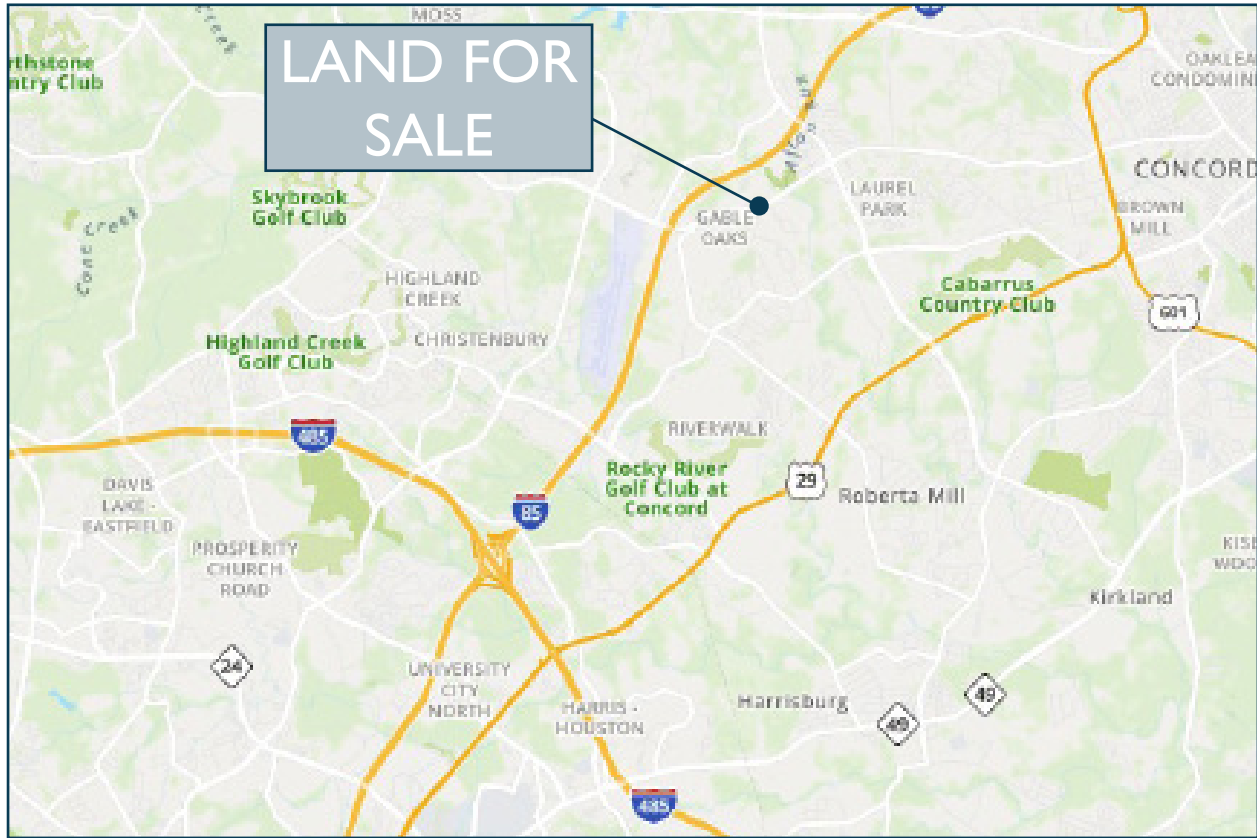 MOSS
Creek
Creek
LAND FOR
SALE
rthstone
ntry Club
OAKLEA
CONDOMIN
CONCORD
LAUREL
PARK
Skybrook
Golf Club
BROWN
MILL
GABLE
OAKS
HIGHLAND
CREEK
Cabarrus
Country Club
601
Highland Creek
Golf Club
CHRISTENBURY
485
RIVERWALK
Rocky River
Golf Club at
Concord
29
Roberta Mill
DAVIS
LAKE -
EASTFIELD
85
PROSPERITY
CHURCH
ROAD
Kirkland
24
UNIVERSITY
CITY
NORTH
HARRIS -
HOUSTON
Harrisburg
49
49
485